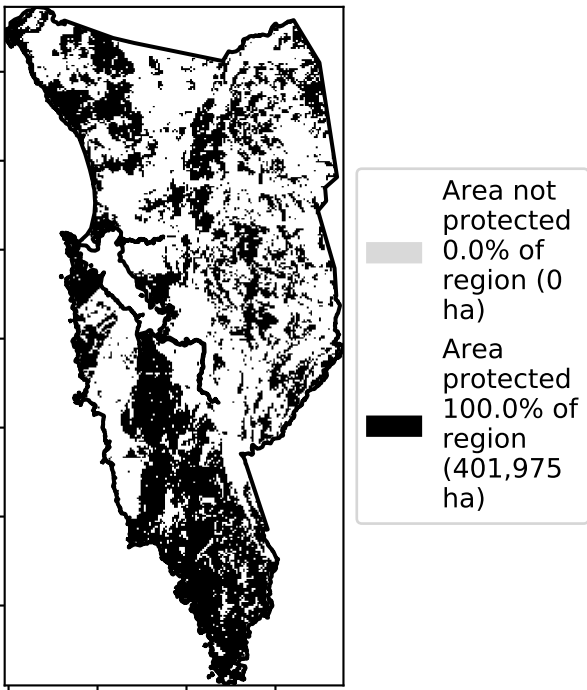 Area not
protected
0.0% of
region (0
ha)
Area
protected
100.0% of
region
(401,975
ha)